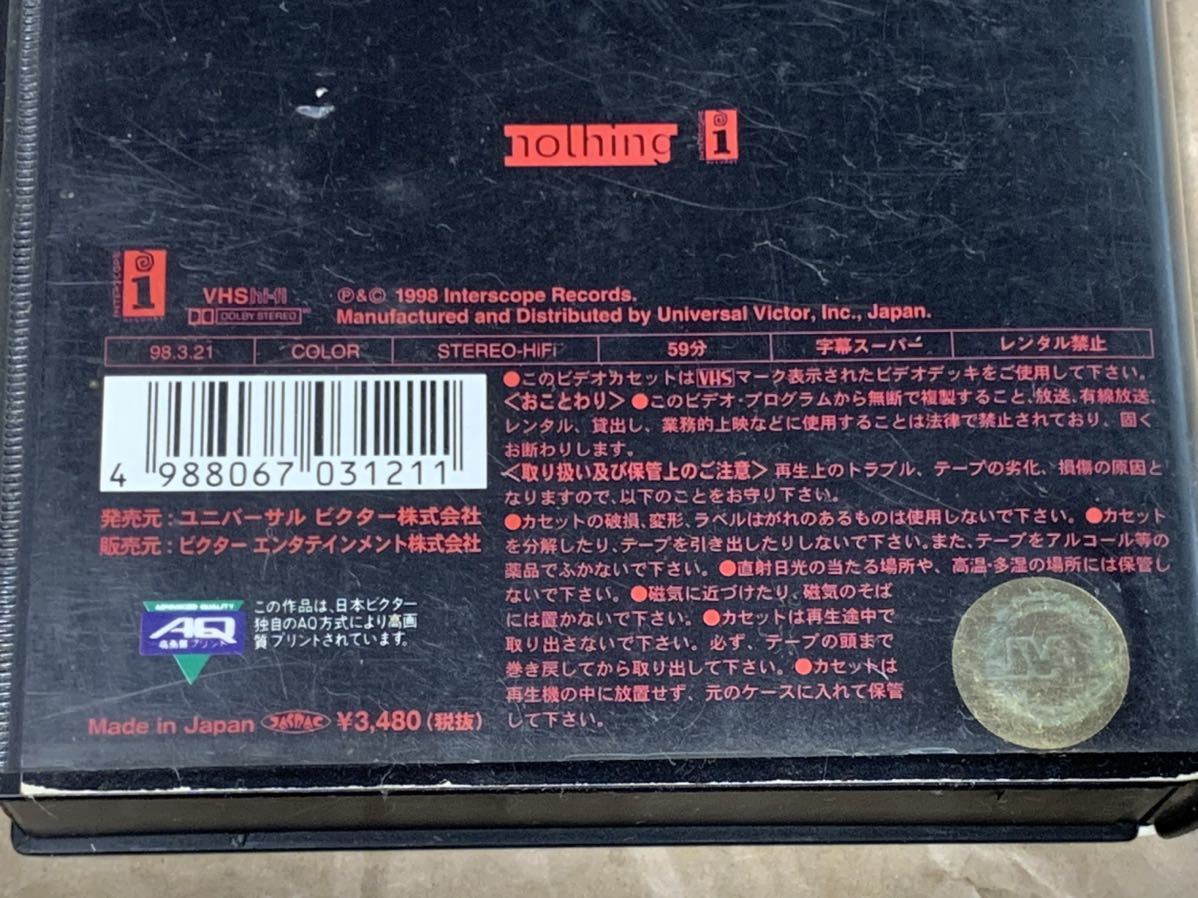 nothing
INTERSCOPE
i
RECORDS
INTERSCOPE
i
RECORDS
VHS hi-fi
DOLBY STEREO
℗&© 1998 Interscope Records.
Manufactured and Distributed by Universal Victor, Inc., Japan.
98.3.21 COLOR STEREO-HiFi 59分 字幕スーパー レンタル禁止
4 988067 031211
発売元:ユニバーサル ビクター株式会社
販売元:ビクター エンタテインメント株式会社
ADVANCED QUALITY
AQ
高画質プリント
この作品は、日本ビクター
独自のAQ方式により高画
質プリントされています。
Made in Japan JASRAC ¥3,480(税抜)
●このビデオカセットはVHSマーク表示されたビデオデッキをご使用して下さい。
〈おことわり〉●このビデオ・プログラムから無断で複製すること、放送、有線放送、
レンタル、貸出し、業務的上映などに使用することは法律で禁止されており、固く
お断わりします。
〈取り扱い及び保管上のご注意〉再生上のトラブル、テープの劣化、損傷の原因と
なりますので、以下のことをお守り下さい。
●カセットの破損、変形、ラベルはがれのあるものは使用しないで下さい。●カセット
を分解したり、テープを引き出したりしないで下さい。また、テープをアルコール等の
薬品でふかないで下さい。●直射日光の当たる場所や、高温・多湿の場所には保管し
ないで下さい。●磁気に近づけたり、磁気のそば
には置かないで下さい。●カセットは再生途中で
取り出さないで下さい。必ず、テープの頭まで
巻き戻してから取り出して下さい。●カセットは
再生機の中に放置せず、元のケースに入れて保管
して下さい。